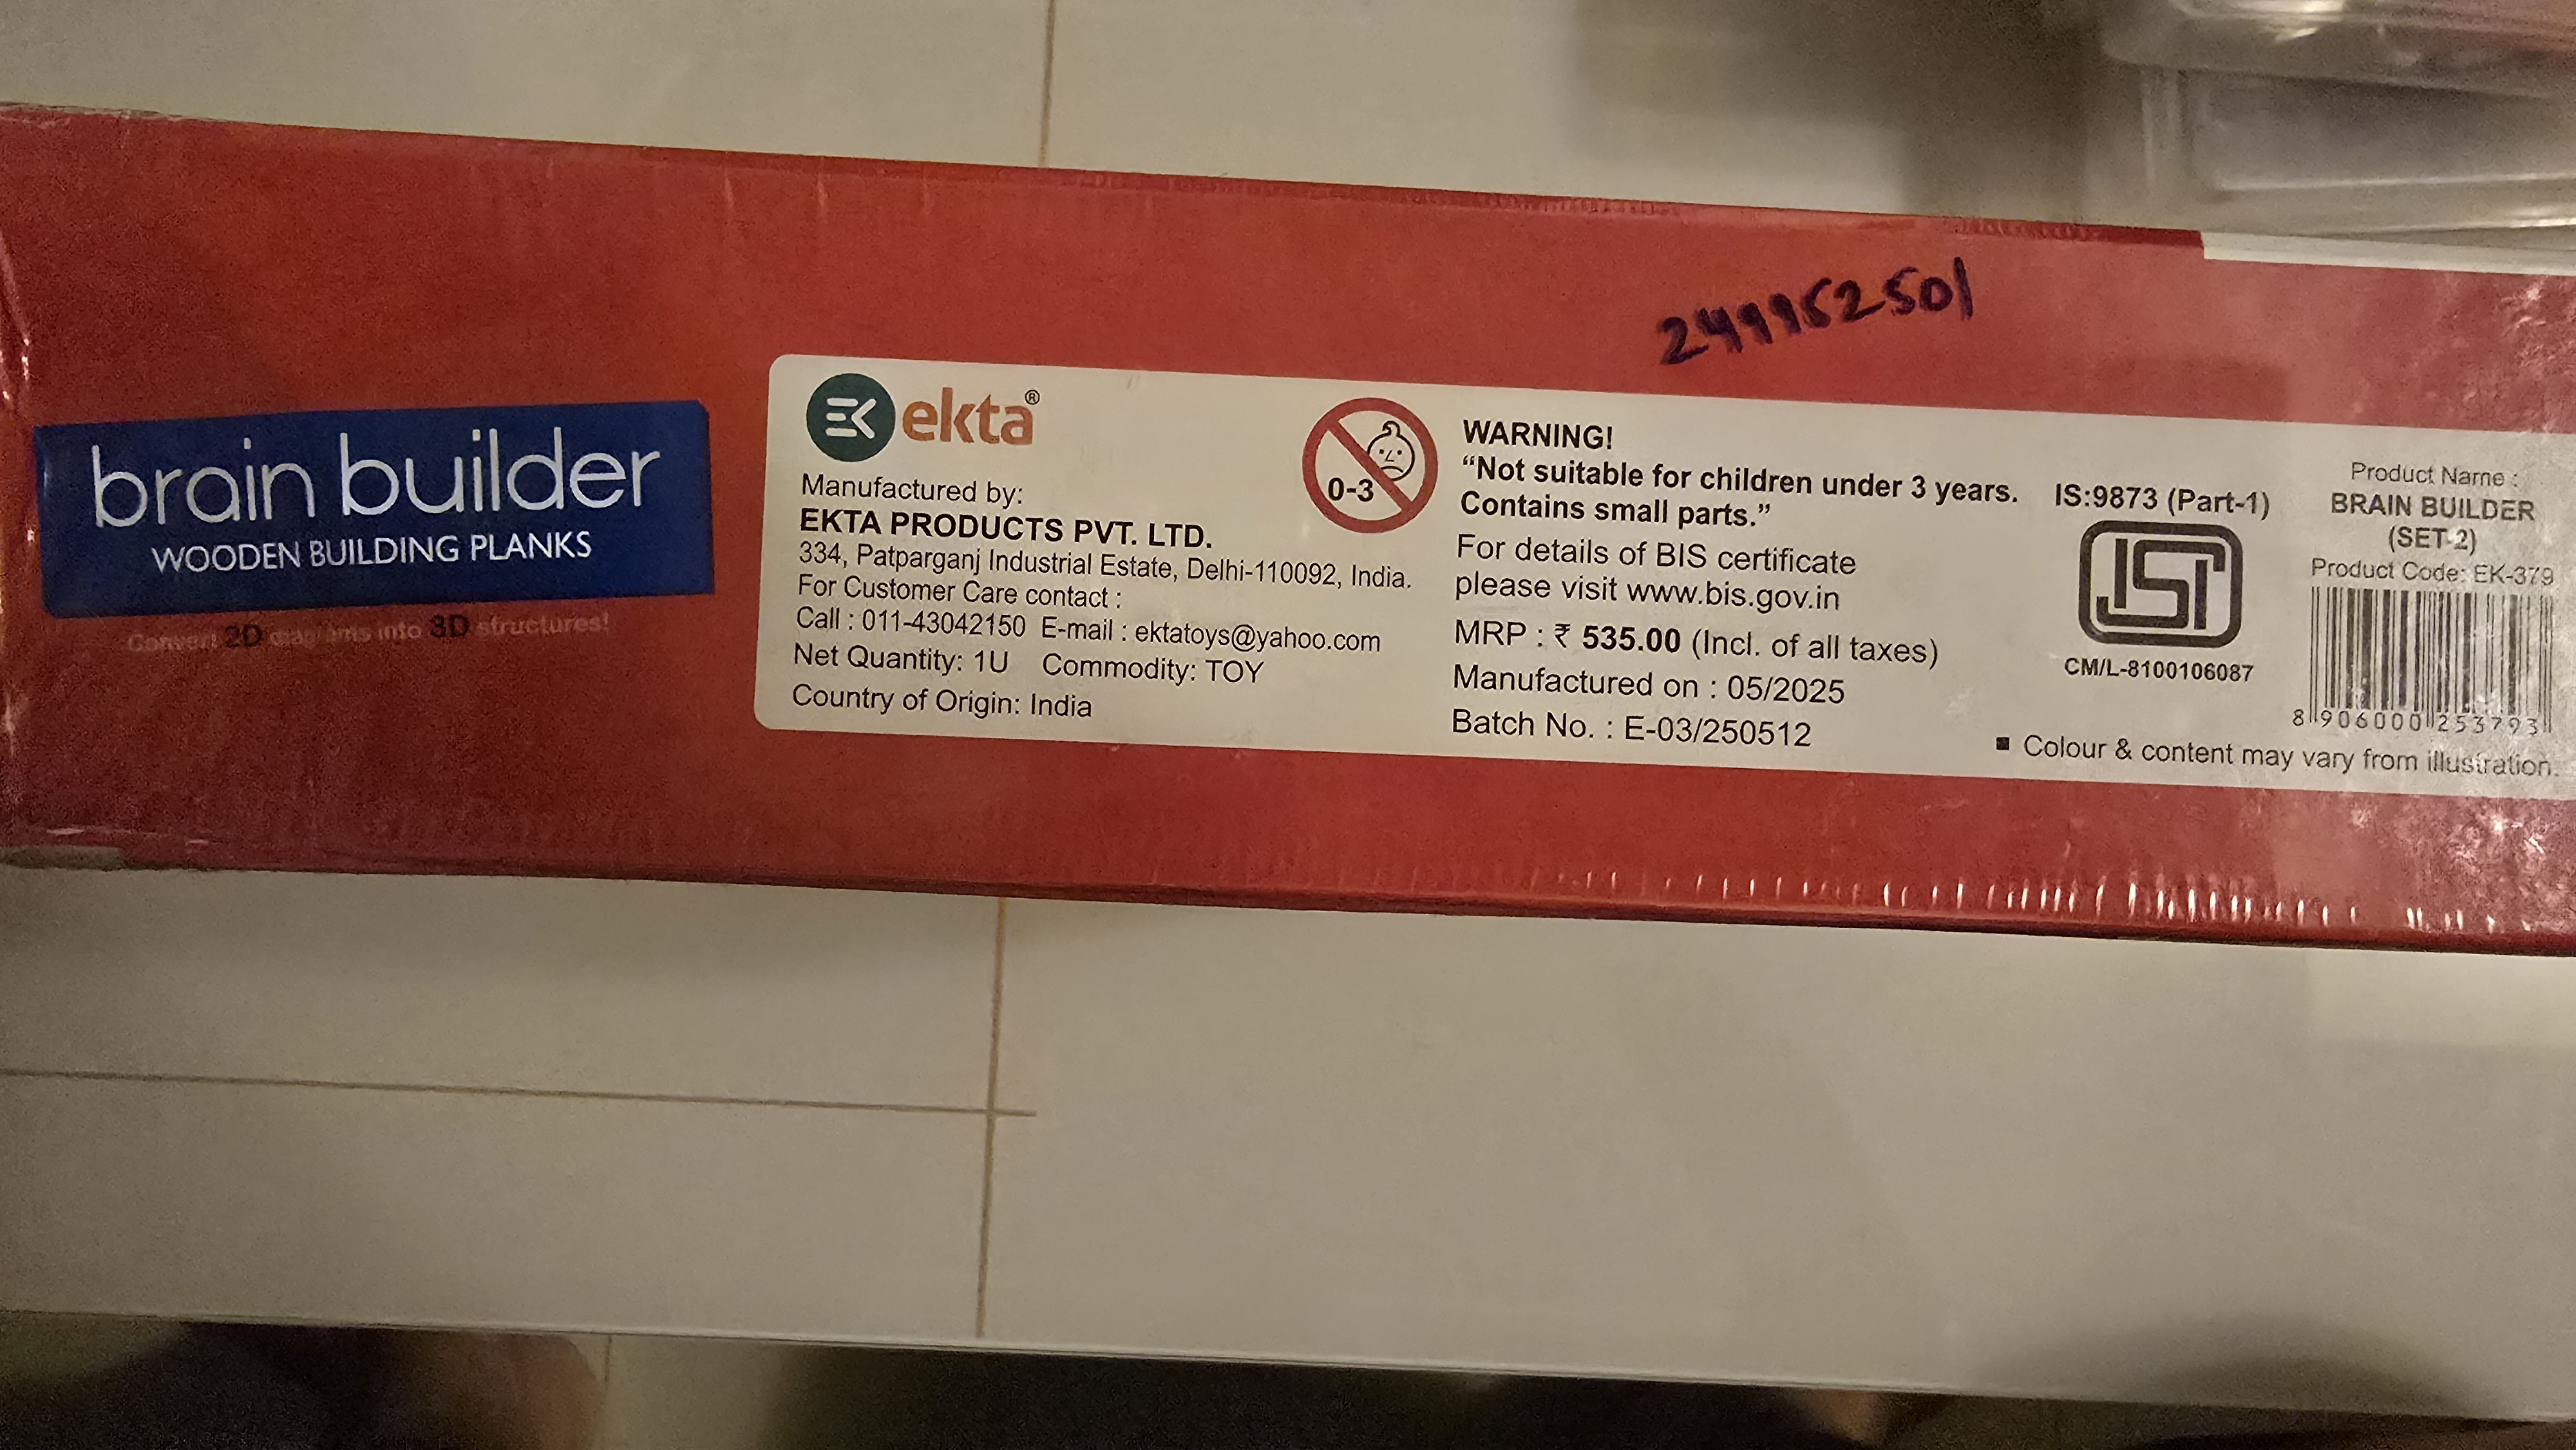 249952501
brain builder
WOODEN BUILDING PLANKS
Convert 2D diagrams into 3D structures!
EK ekta®
Manufactured by:
EKTA PRODUCTS PVT. LTD.
334, Patparganj Industrial Estate, Delhi-110092, India.
For Customer Care contact :
Call : 011-43042150 E-mail : ektatoys@yahoo.com
Net Quantity: 1U Commodity: TOY
Country of Origin: India
0-3
WARNING!
“Not suitable for children under 3 years.
Contains small parts.”
For details of BIS certificate
please visit www.bis.gov.in
MRP : ₹ 535.00 (Incl. of all taxes)
Manufactured on : 05/2025
Batch No. : E-03/250512
IS:9873 (Part-1)
ISI
CM/L-8100106087
Product Name :
BRAIN BUILDER
(SET-2)
Product Code: EK-379
8 906000 253793
▪ Colour & content may vary from illustration.